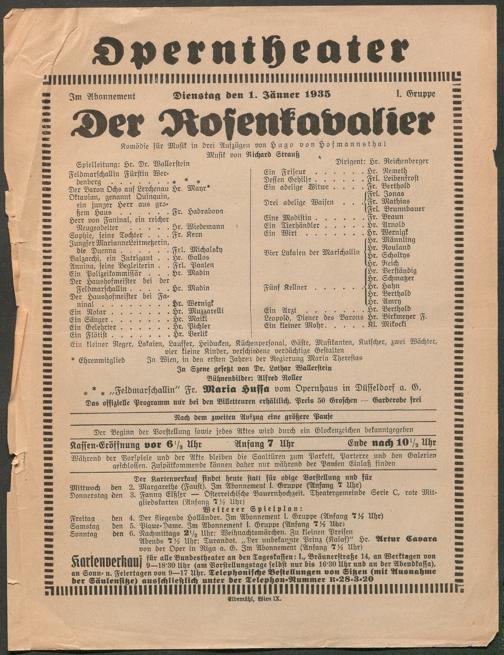 Operntheater
Im Abonnement Dienstag den 1. Jänner 1935 I. Gruppe
Der Rosenkavalier
Komödie für Musik in drei Aufzügen von Hugo von Hofmannsthal
Musik von Richard Strauß
Spielleitung: Hr. Dr. Wallerstein Dirigent: Hr. Reichenberger
Feldmarschallin Fürstin Wer-
denberg . . . . . . . . * * *
Der Baron Ochs auf Lerchenau Hr. Mayr*
Oktavian, genannt Quinquin,
ein junger Herr aus gro-
ßem Haus . . . . . Fr. Hadrabova
Herr von Faninal, ein reicher
Neugeadelter . . . . Hr. Wiedemann
Sophie, seine Tochter . . Fr. Kern
Jungfer Marianne Leitmetzerin,
die Duenna . . . . . Frl. Michalsky
Valzacchi, ein Intrigant . Hr. Gallos
Annina, seine Begleiterin . . Frl. Paalen
Ein Polizeikommissär . . Hr. Madin
Der Haushofmeister bei der
Feldmarschallin . . . . Hr. Madin
Der Haushofmeister bei Fa-
ninal . . . . . . . Hr. Wernigk
Ein Notar . . . . . . Hr. Muzzarelli
Ein Sänger . . . . . . Hr. Maikl
Ein Gelehrter . . . . . Hr. Pichler
Ein Flötist . . . . . . Hr. Berlik
Ein Friseur . . . . . . Hr. Nemeth
Dessen Gehilfe . . . . . Frl. Leibenfrost
Ein adelige Witwe . . . Fr. Berthold
Drei adelige Waisen
Frl. Jonas
Fr. Mathias
Frl. Brunnbauer
Ein Modistin . . . . . Fr. Braun
Ein Tierhändler . . . . Hr. Arnold
Ein Wirt . . . . . . . Hr. Wernigk
Vier Lakaien der Marschallin
Hr. Männling
Hr. Rouland
Hr. Scholtys
Hr. Reich
Fünf Kellner
Hr. Verständig
Hr. Schmatzer
Hr. Hahn
Hr. Berthold
Hr. Amry
Ein Arzt . . . . . . . Hr. Berthold
Leopold, Diener des Barons Hr. Birkmeyer F.
Ein kleiner Mohr . . . . Kl. Mikocki
Ein kleiner Neger, Lakaien, Lauffer, Heiducken, Küchenpersonal, Gäste, Musikanten, Kutscher, zwei Wächter,
vier kleine Kinder, verschiedene verdächtige Gestalten
* Ehrenmitglied In Wien, in den ersten Jahren der Regierung Maria Theresias
In Szene gesetzt von Dr. Lothar Wallerstein
Bühnenbilder: Alfred Roller
* * * „Feldmarschallin“ Fr. Maria Hussa vom Opernhaus in Düsseldorf a. G.
Das offizielle Programm nur bei den Billetteuren erhältlich. Preis 50 Groschen — Garderobe frei
Nach dem zweiten Aufzug eine größere Pause
Der Beginn der Vorstellung sowie jedes Aktes wird durch ein Glockenzeichen bekanntgegeben
Kassen-Eröffnung vor 6½ Uhr Anfang 7 Uhr Ende nach 10½ Uhr
Während der Vorspiele und der Akte bleiben die Saaltüren zum Parkett, Parterre und den Galerien
geschlossen. Zuspätkommende können daher nur während der Pausen Einlaß finden
Der Kartenverkauf findet heute statt für obige Vorstellung und für
Mittwoch den 2. Margarethe (Faust). Im Abonnement I. Gruppe (Anfang 7 Uhr)
Donnerstag den 3. Fanny Elßler — Österreichische Bauernhochzeit. Theatergemeinde Serie C, rote Mit-
gliedskarten (Anfang 7½ Uhr)
Weiterer Spielplan:
Freitag den 4. Der fliegende Holländer. Im Abonnement I. Gruppe (Anfang 7½ Uhr)
Samstag den 5. Pique-Dame. Im Abonnement I. Gruppe (Anfang 7½ Uhr)
Sonntag den 6. Nachmittags 2½ Uhr: Weihnachtsmärchen. Zu kleinen Preisen
Abends 7½ Uhr: Turandot. „Der unbekannte Prinz (Kalaf)“ Hr. Artur Cavara
von der Oper in Riga a. G. Im Abonnement (Anfang 7½ Uhr)
Kartenverkauf für alle Bundestheater an den Tageskassen: I., Bräunerstraße 14, an Werktagen von
9—18·30 Uhr (am Vorstellungstage selbst nur bis 16·30 Uhr und an der Abendkassa),
an Sonn- u. Feiertagen von 9—17 Uhr. Telephonische Bestellungen von Sitzen (mit Ausnahme
der Säulensitze) ausschließlich unter der Telephon-Nummer R-28-3-20
Elbemühl, Wien IX.